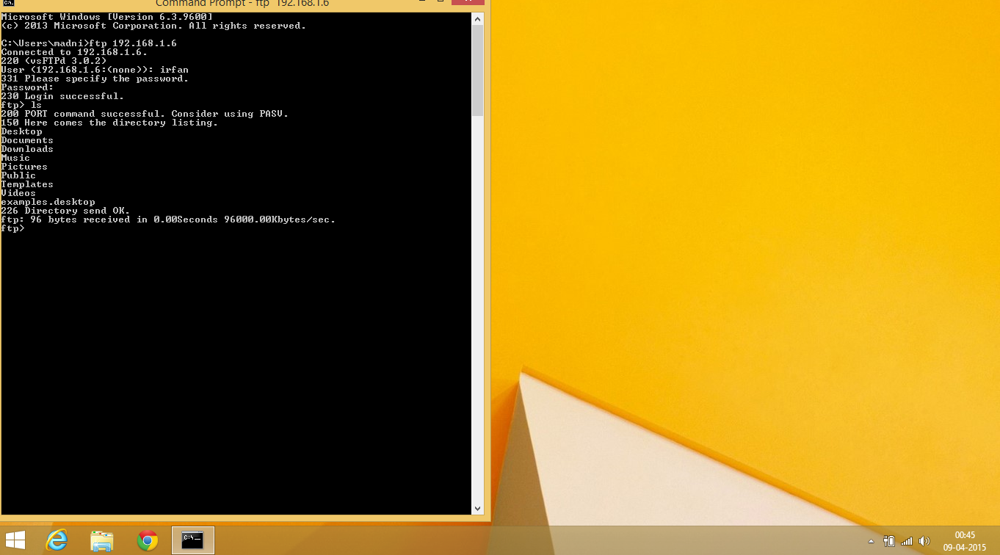 Command Prompt - ftp 192.168.1.6
Microsoft Windows [Version 6.3.9600]
(c) 2013 Microsoft Corporation. All rights reserved.
C:\Users\madni>ftp 192.168.1.6
Connected to 192.168.1.6.
220 (vsFTPd 3.0.2)
User (192.168.1.6:(none)): irfan
331 Please specify the password.
Password:
230 Login successful.
ftp> ls
200 PORT command successful. Consider using PASV.
150 Here comes the directory listing.
Desktop
Documents
Downloads
Music
Pictures
Public
Templates
Videos
examples.desktop
226 Directory send OK.
ftp: 96 bytes received in 0.00Seconds 96000.00Kbytes/sec.
ftp>
00:45
09-04-2015